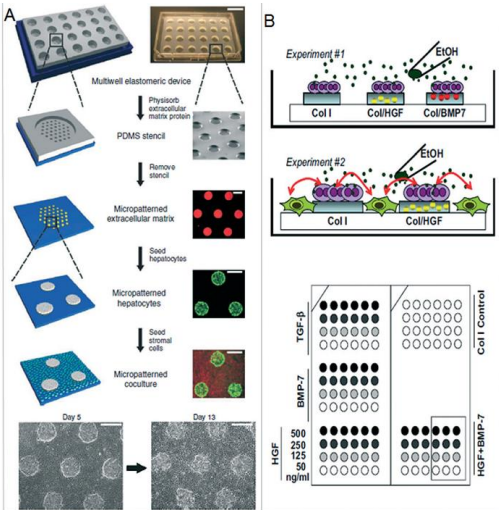 A
Multiwell elastomeric device
Physisorb
extracellular
matrix protein
PDMS stencil
Remove
stencil
Micropatterned
extracellular matrix
Seed
hepatocytes
Micropatterned
hepatocytes
Seed
stromal
cells
Micropatterned
coculture
Day 5
Day 13
B
Experiment #1
EtOH
Col I
Col/HGF
Col/BMP7
Experiment #2
EtOH
Col I
Col/HGF
TGF-β
Col I Control
BMP-7
HGF
500
250
125
50
ng/ml
HGF+BMP-7